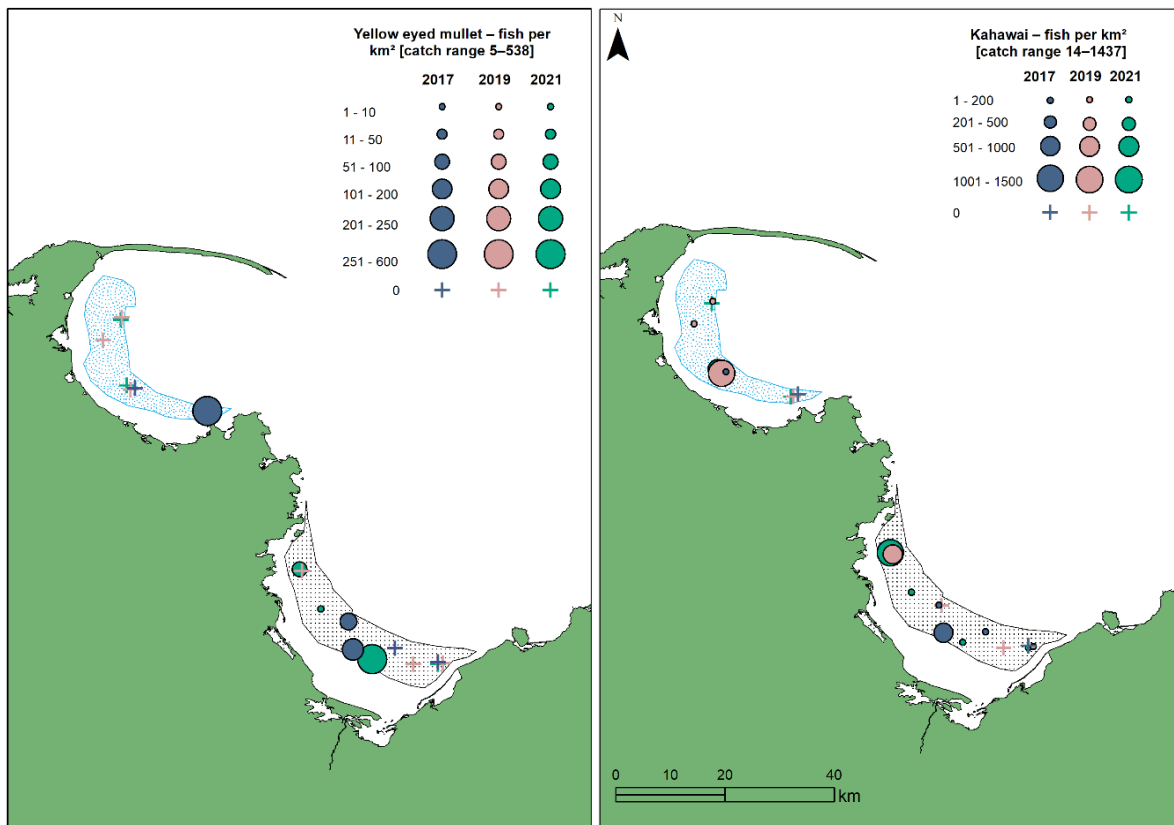 Yellow eyed mullet – fish per
km² [catch range 5–538]
2017 2019 2021
1 - 10
11 - 50
51 - 100
101 - 200
201 - 250
251 - 600
0
N
Kahawai – fish per km²
[catch range 14–1437]
2017 2019 2021
1 - 200
201 - 500
501 - 1000
1001 - 1500
0
0 10 20 40
km